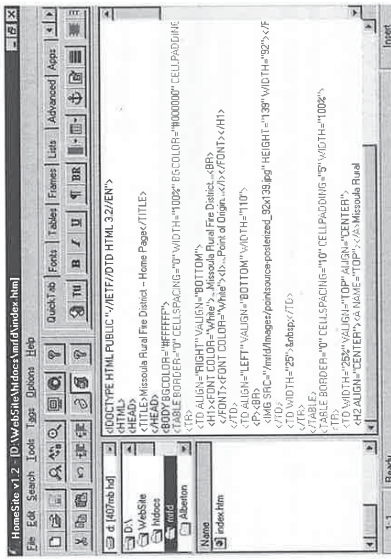 HomeSite v1.2 [D:\WebSite\htdocs\mfd\index.htm]
File Edit Search Tools Tags Options Help
QuickTab Fonts Tables Frames Lists Advanced Apps
B I U ¶ BR
d: [407mb hd]
D:\
WebSite
htdocs
mfd
Alberton
Name
index.htm
<!DOCTYPE HTML PUBLIC "-//IETF//DTD HTML 3.2//EN">
<HTML>
<HEAD>
<TITLE>Missoula Rural Fire District -- Home Page</TITLE>
</HEAD>
<BODY BGCOLOR="#FFFFFF">
<TABLE BORDER="0" CELLSPACING="0" WIDTH="100%" BGCOLOR="#000000" CELLPADDING
<TR>
<TD ALIGN="RIGHT" VALIGN="BOTTOM">
<H1><FONT COLOR="White">...Missoula Rural Fire District...<BR>
</FONT><FONT COLOR="White"><I>...Point of Origin...</I></FONT></H1>
</TD>
<TD ALIGN="LEFT" VALIGN="BOTTOM" WIDTH="110">
<P><BR>
<IMG SRC="/mrfd/Images/pointsource-posterized_92x139.jpg" HEIGHT="139" WIDTH="92"></P
</TD>
<TD WIDTH="25">&nbsp;</TD>
</TR>
</TABLE>
<TABLE BORDER="0" CELLSPACING="10" CELLPADDING="5" WIDTH="100%">
<TR>
<TD WIDTH="25%" VALIGN="TOP" ALIGN="CENTER">
<H2 ALIGN="CENTER"><A NAME="TOP"></A>Missoula Rural
Ready
Insert